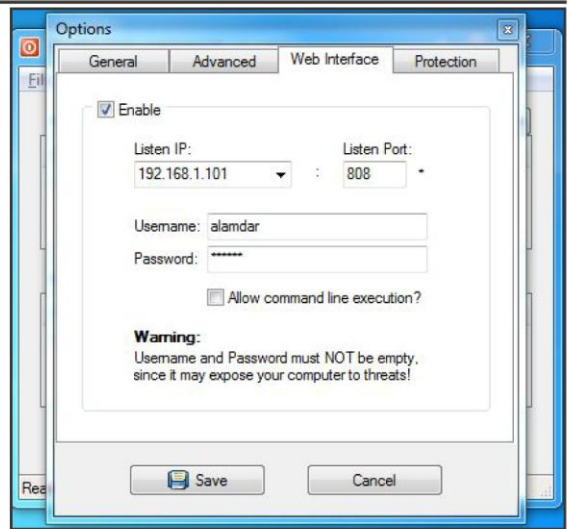 Options
Fil
General Advanced Web Interface Protection
Enable
Listen IP: Listen Port:
192.168.1.101 : 808 *
Username: alamdar
Password: ******
Allow command line execution?
Warning:
Username and Password must NOT be empty,
since it may expose your computer to threats!
Save Cancel
Rea